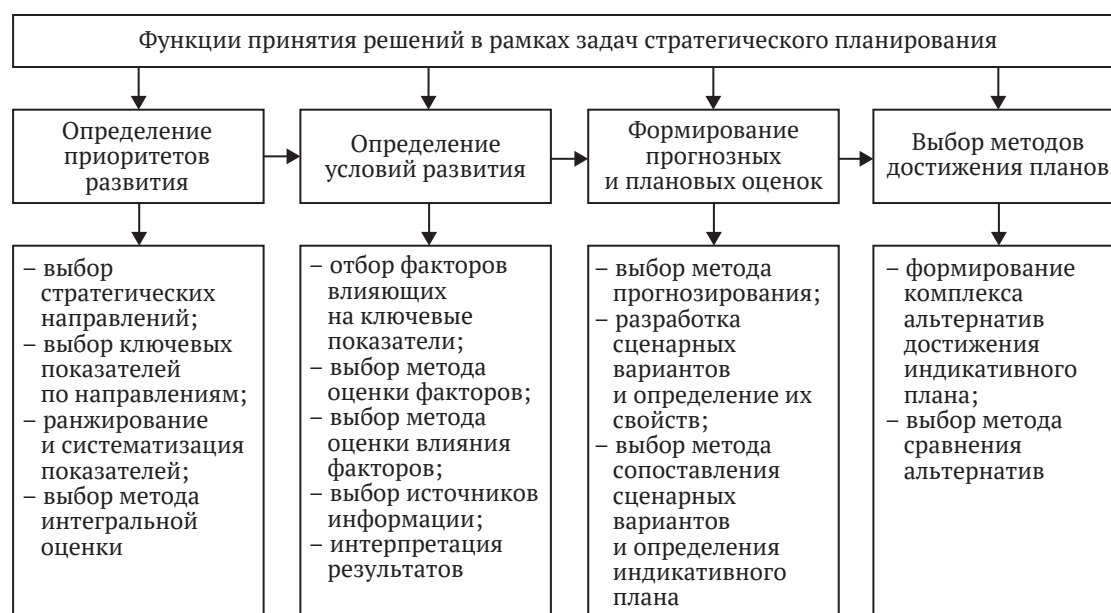 Функции принятия решений в рамках задач стратегического планирования
Определение
приоритетов
развития
Определение
условий развития
Формирование
прогнозных
и плановых оценок
Выбор методов
достижения планов
– выбор
стратегических
направлений;
– выбор ключевых
показателей
по направлениям;
– ранжирование
и систематизация
показателей;
– выбор метода
интегральной
оценки
– отбор факторов
влияющих
на ключевые
показатели;
– выбор метода
оценки факторов;
– выбор метода
оценки влияния
факторов;
– выбор источников
информации;
– интерпретация
результатов
– выбор метода
прогнозирования;
– разработка
сценарных
вариантов
и определение их
свойств;
– выбор метода
сопоставления
сценарных
вариантов
и определения
индикативного
плана
– формирование
комплекса
альтернатив
достижения
индикативного
плана;
– выбор метода
сравнения
альтернатив